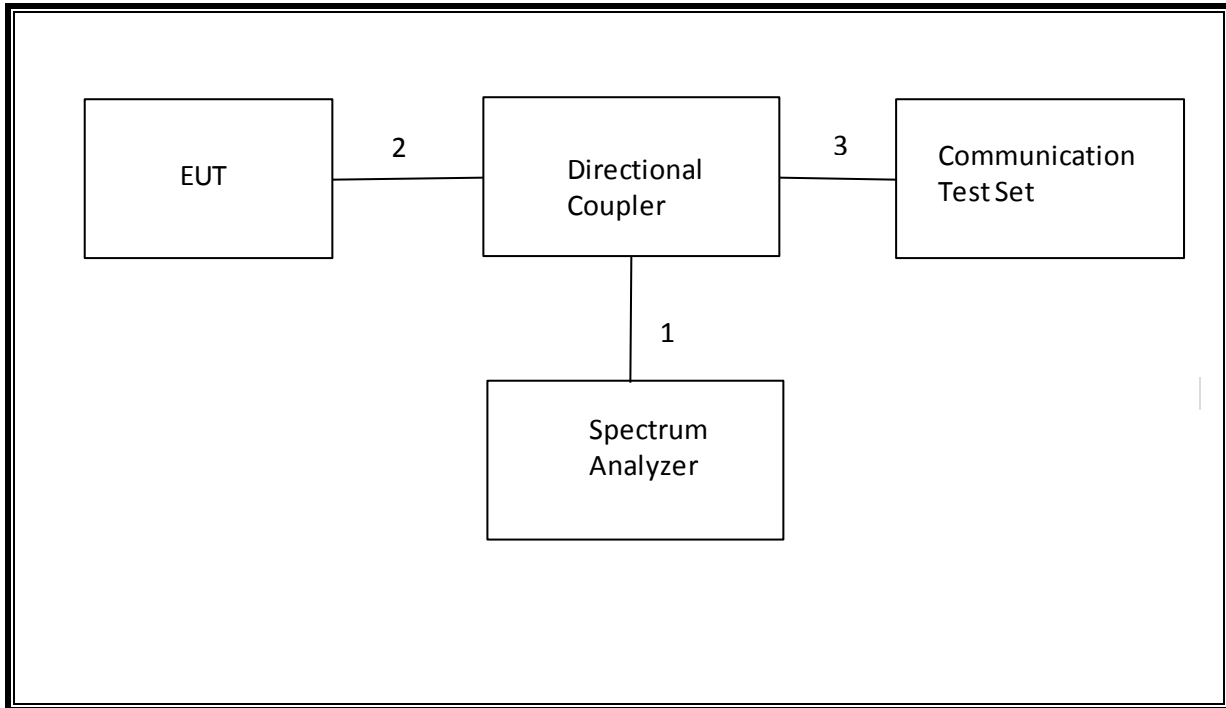 EUT
2
Directional
Coupler
3
Communication
Test Set
1
Spectrum
Analyzer